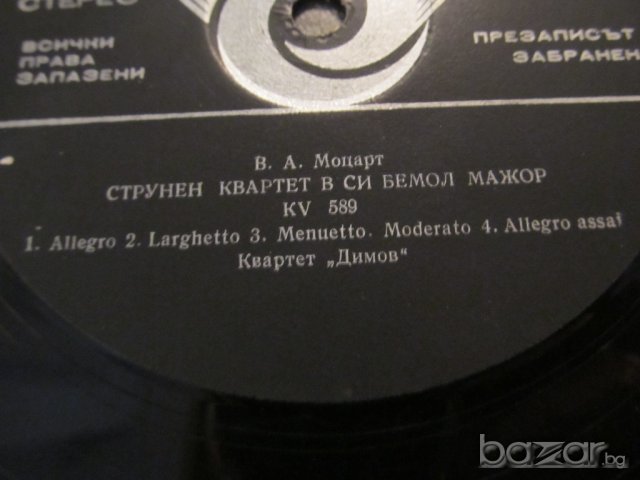 СТЕРЕО
ВСИЧКИ
ПРАВА
ЗАПАЗЕНИ
ПРЕЗАПИСЪТ
ЗАБРАНЕН
В. А. Моцарт
СТРУНЕН КВАРТЕТ В СИ БЕМОЛ МАЖОР
KV 589
1. Allegro 2. Larghetto 3. Menuetto. Moderato 4. Allegro assai
Квартет „Димов“
bazar.bg